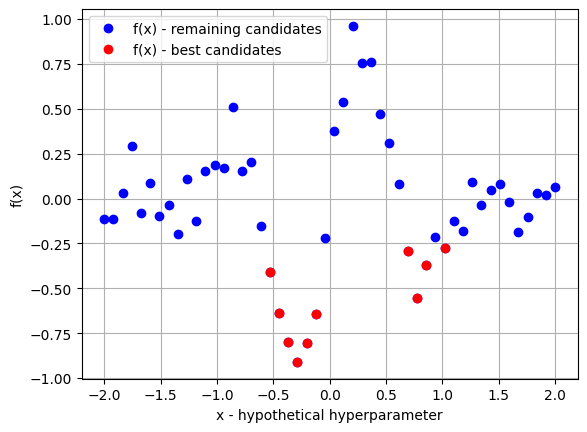 f(x) - remaining candidates
f(x) - best candidates
1.00
0.75
0.50
0.25
0.00
−0.25
−0.50
−0.75
−1.00
f(x)
−2.0 −1.5 −1.0 −0.5 0.0 0.5 1.0 1.5 2.0
x - hypothetical hyperparameter